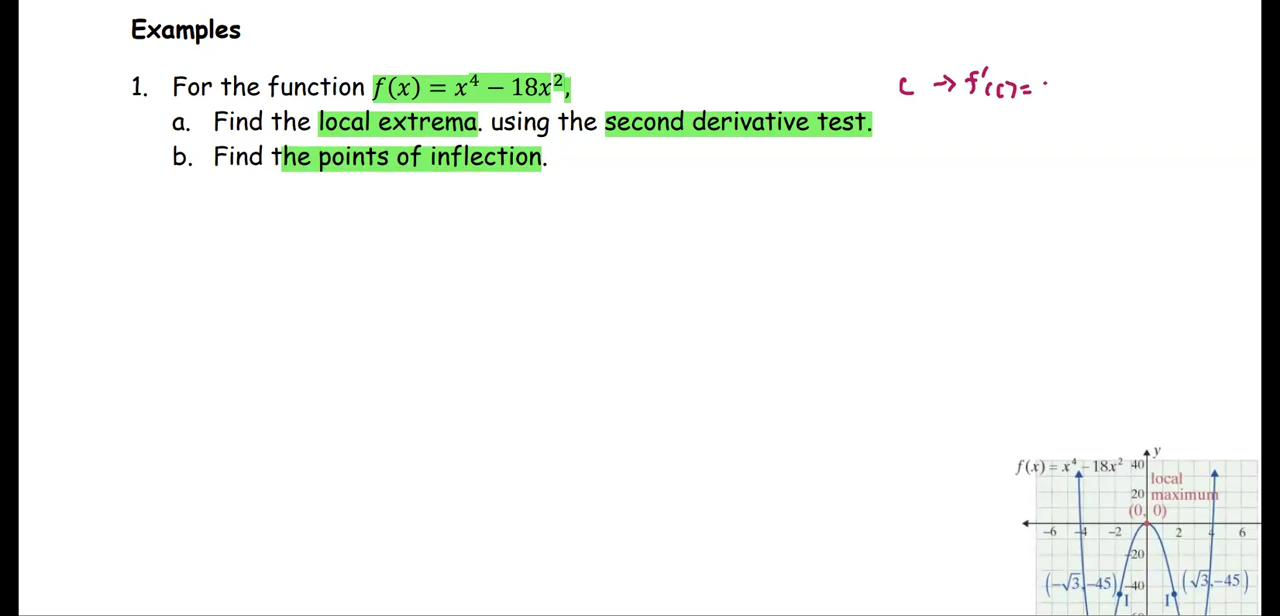 Examples
1. For the function f(x) = x⁴ − 18x²,
c → f'(c) =
a. Find the local extrema. using the second derivative test.
b. Find the points of inflection.
f(x) = x⁴ − 18x²
y
40
local
20
maximum
(0, 0)
−6 −4 −2 2 4 6
−20
(−√3, −45) −40 (√3, −45)
I I